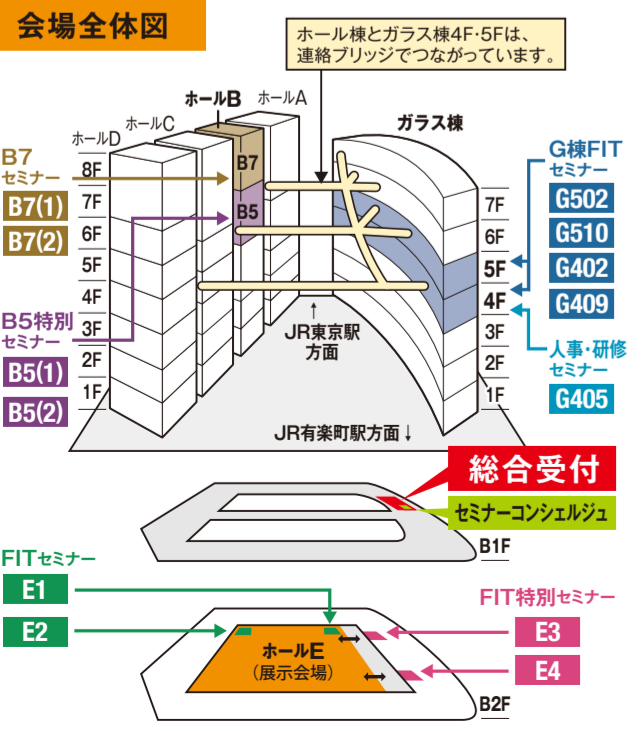 会場全体図
ホール棟とガラス棟4F・5Fは、
連絡ブリッジでつながっています。
ホールD
ホールC
ホールB
ホールA
ガラス棟
B7
セミナー
B7(1)
B7(2)
B5特別
セミナー
B5(1)
B5(2)
8F
7F
6F
5F
4F
3F
2F
1F
B7
B5
7F
6F
5F
4F
3F
2F
1F
G棟FIT
セミナー
G502
G510
G402
G409
人事・研修
セミナー
G405
↑
JR東京駅
方面
JR有楽町駅方面↓
総合受付
セミナーコンシェルジュ
B1F
FITセミナー
E1
E2
ホールE
(展示会場)
FIT特別セミナー
E3
E4
B2F